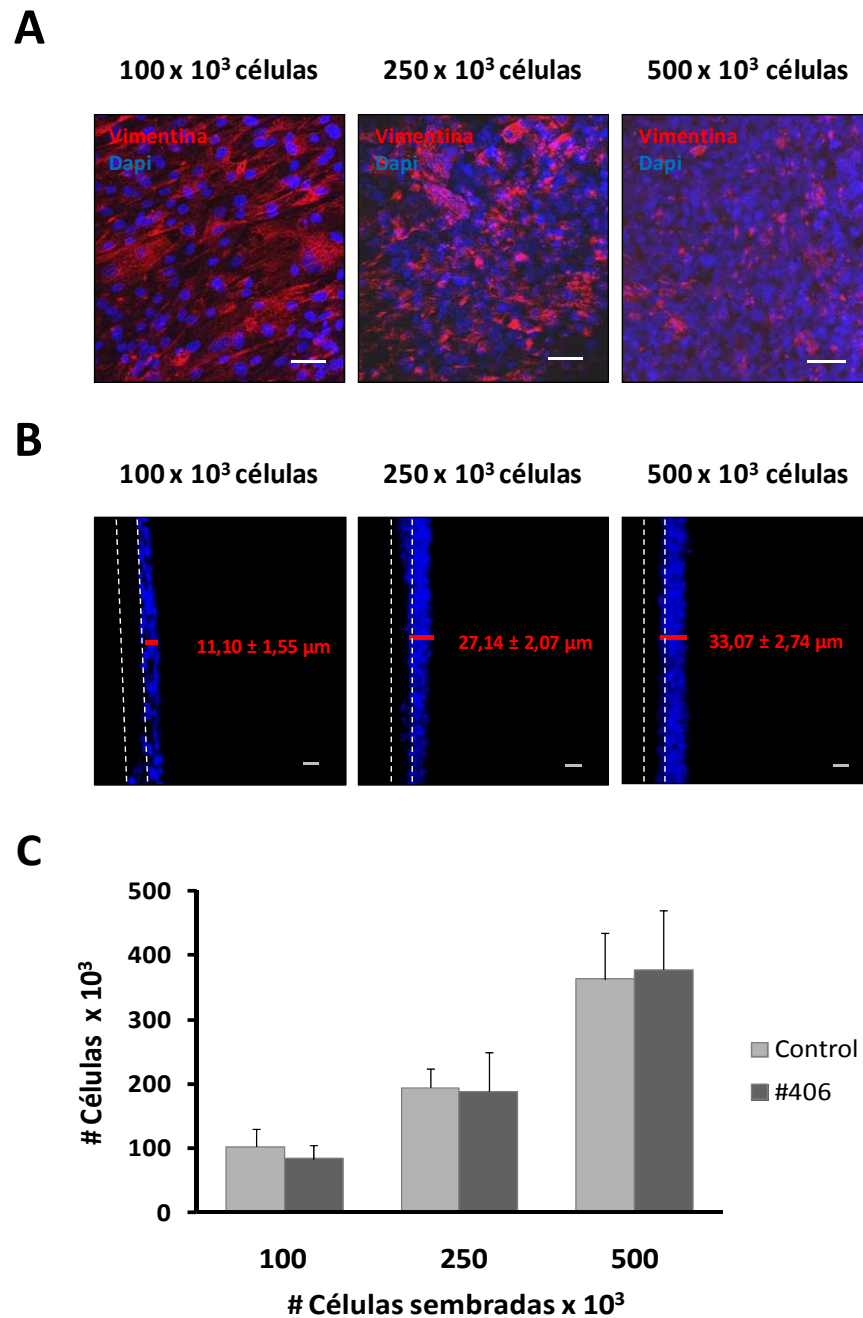 A
100 x 10³ células
250 x 10³ células
500 x 10³ células
Vimentina
Dapi
Vimentina
Dapi
Vimentina
Dapi
B
100 x 10³ células
250 x 10³ células
500 x 10³ células
11,10 ± 1,55 µm
27,14 ± 2,07 µm
33,07 ± 2,74 µm
C
# Células x 10³
500
400
300
200
100
0
100
250
500
# Células sembradas x 10³
Control
#406